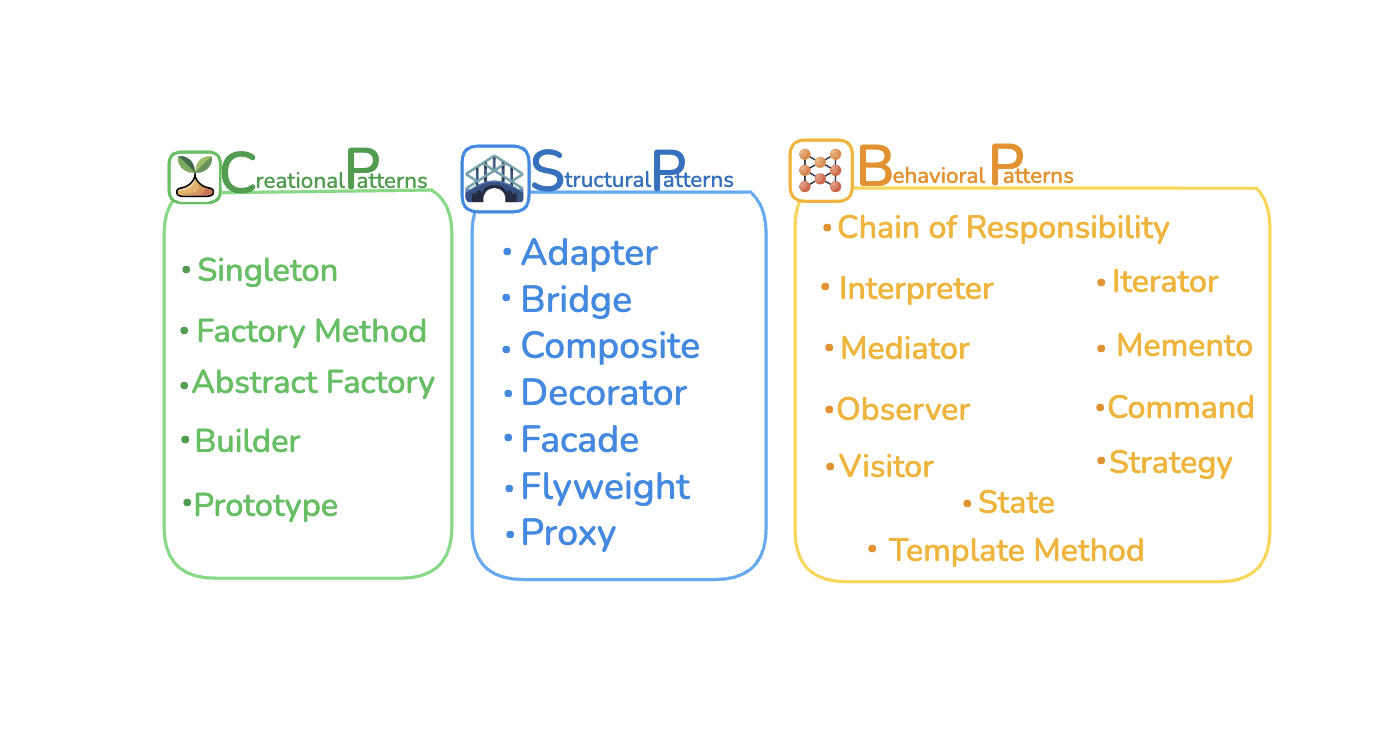 Creational Patterns
• Singleton
• Factory Method
• Abstract Factory
• Builder
• Prototype
Structural Patterns
• Adapter
• Bridge
• Composite
• Decorator
• Facade
• Flyweight
• Proxy
Behavioral Patterns
• Chain of Responsibility
• Interpreter
• Iterator
• Mediator
• Memento
• Observer
• Command
• Visitor
• Strategy
• State
• Template Method